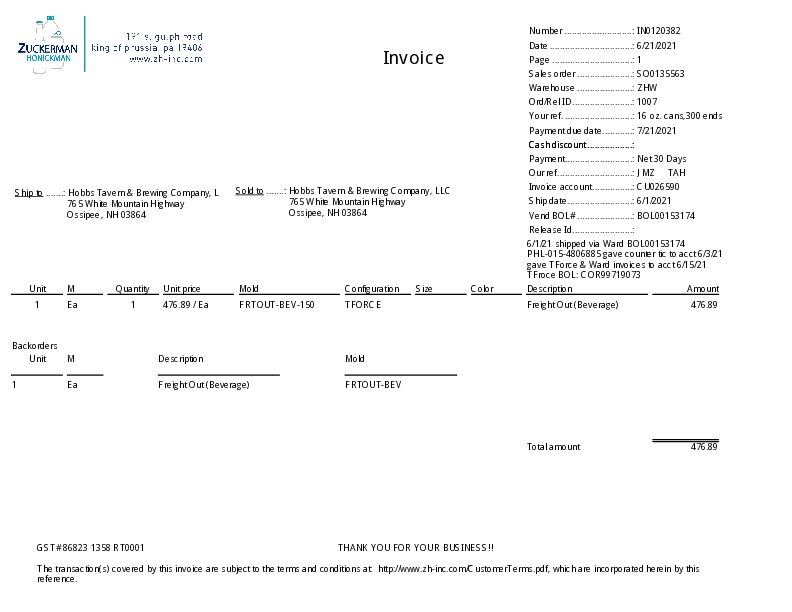 ZUCKERMAN
HONICKMAN
191 s. gulph road
king of prussia, pa 19406
www.zh-inc.com
Invoice
Number : IN0120382
Date : 6/21/2021
Page : 1
Sales order : SO0135563
Warehouse : ZHW
Ord/Rel ID : 1007
Your ref. : 16 oz. cans,300 ends
Payment due date : 7/21/2021
Cash discount :
Payment : Net 30 Days
Our ref. : JMZ TAH
Invoice account : CU026590
Ship date : 6/1/2021
Vend BOL# : BOL00153174
Release Id. :
6/1/21 shipped via Ward BOL00153174
PHL-015-4806885 gave counter tic to acct 6/3/21
gave TForce & Ward invoices to acct 6/15/21
TFroce BOL: COR99719073
Ship to ......: Hobbs Tavern & Brewing Company, L
765 White Mountain Highway
Ossipee, NH 03864
Sold to ......: Hobbs Tavern & Brewing Company, LLC
765 White Mountain Highway
Ossipee, NH 03864
Unit M Quantity Unit price Mold Configuration Size Color Description Amount
1 Ea 1 476.89 / Ea FRTOUT-BEV-150 TFORCE Freight Out (Beverage) 476.89
Backorders
Unit M Description Mold
1 Ea Freight Out (Beverage) FRTOUT-BEV
Total amount 476.89
GST # 86823 1358 RT0001 THANK YOU FOR YOUR BUSINESS !!
The transaction(s) covered by this invoice are subject to the terms and conditions at: http://www.zh-inc.com/CustomerTerms.pdf, which are incorporated herein by this
reference.